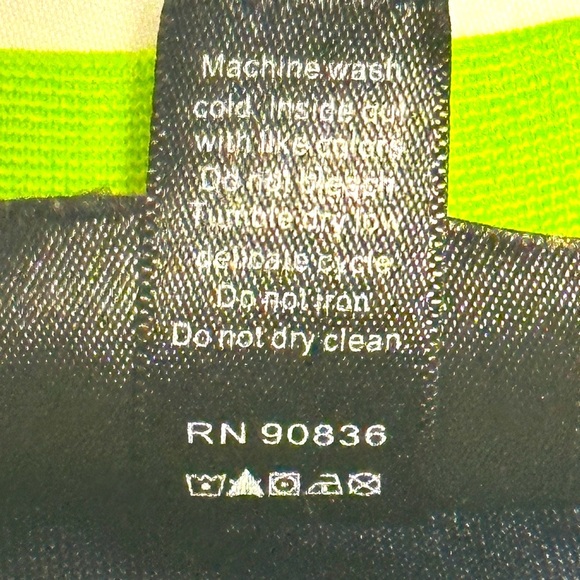 Machine wash
cold, Inside out
with like colors
Do not bleach
Tumble dry low
delicate cycle
Do not iron
Do not dry clean
RN 90836